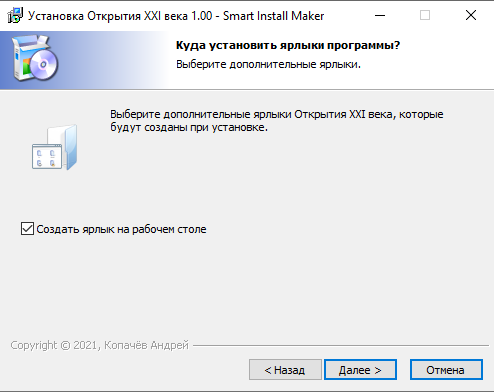 Установка Открытия XXI века 1.00 - Smart Install Maker
Куда установить ярлыки программы?
Выберите дополнительные ярлыки.
Выберите дополнительные ярлыки Открытия XXI века, которые
будут созданы при установке.
Создать ярлык на рабочем столе
Copyright © 2021, Копачёв Андрей
< Назад
Далее >
Отмена